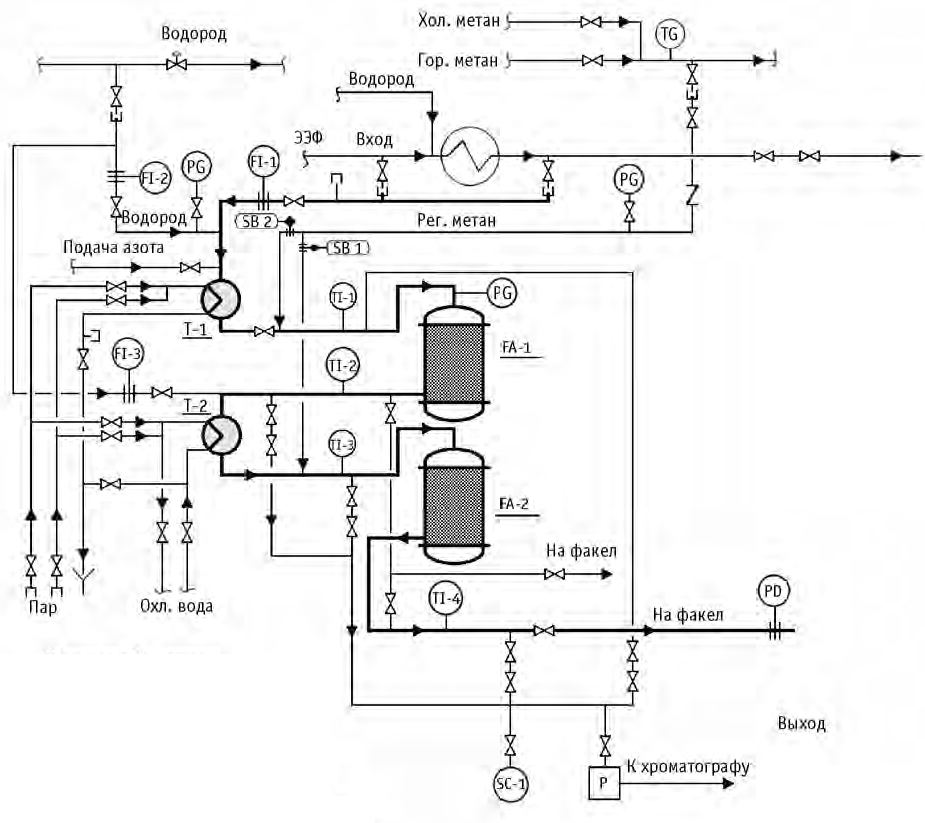 Хол. метан
Водород
TG
Гор. метан
Водород
ЭЭФ
Вход
FI-1
PG
FI-2
PG
Водород
SB 2
Рег. метан
SB 1
Подача азота
TI-1
PG
T-1
FA-1
FI-3
TI-2
T-2
TI-3
FA-2
На факел
Пар
Охл. вода
TI-4
PD
На факел
Выход
К хроматографу
SC-1
P